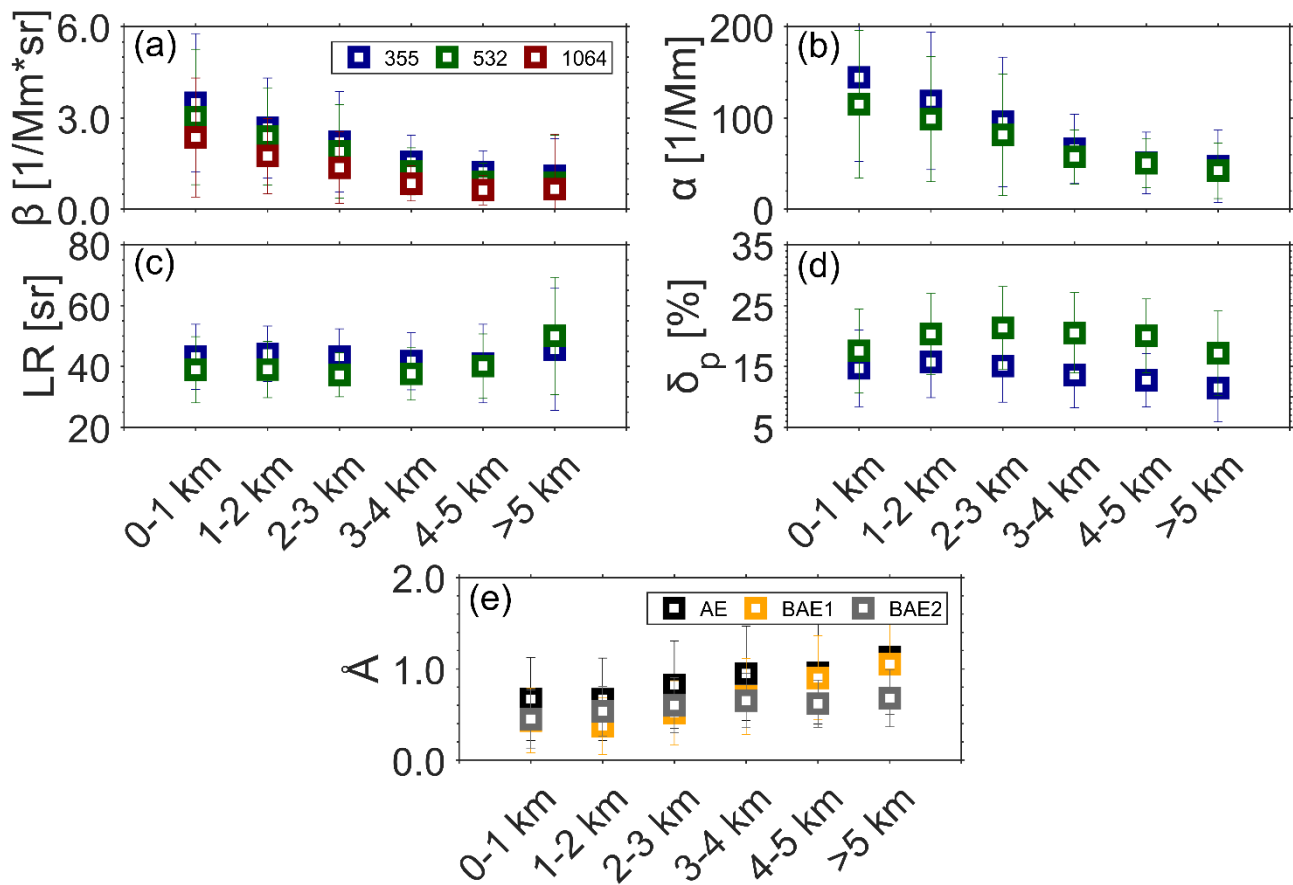 (a)
355 532 1064
β [1/Mm*sr]
6.0
3.0
0.0
(b)
α [1/Mm]
200
100
0
(c)
LR [sr]
80
60
40
20
0-1 km
1-2 km
2-3 km
3-4 km
4-5 km
>5 km
(d)
δp [%]
35
25
15
5
0-1 km
1-2 km
2-3 km
3-4 km
4-5 km
>5 km
(e)
AE BAE1 BAE2
Å
2.0
1.0
0.0
0-1 km
1-2 km
2-3 km
3-4 km
4-5 km
>5 km